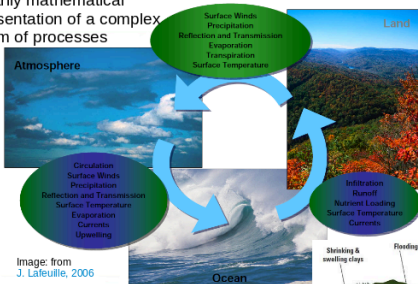 Surface Winds
Precipitation
Reflection and Transmission
Evaporation
Transpiration
Surface Temperature
Land
Atmosphere
Circulation
Surface Winds
Precipitation
Reflection and Transmission
Surface Temperature
Evaporation
Currents
Upwelling
Infiltration
Runoff
Nutrient Loading
Surface Temperature
Currents
Image: from
J. Lafeuille, 2006
Ocean
Shrinking &
swelling clays
Flooding
mathematical
of a complex
of processes